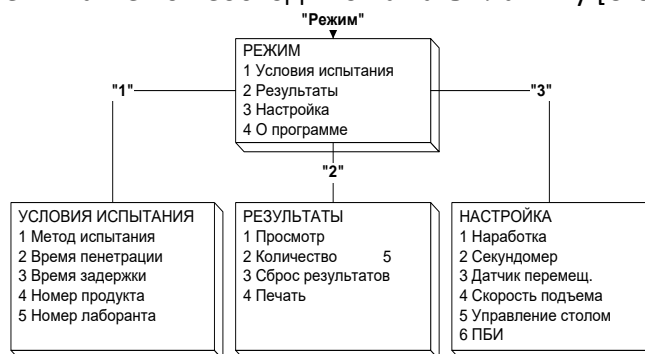 "Режим"
РЕЖИМ
1 Условия испытания
2 Результаты
3 Настройка
4 О программе
"1"
"3"
"2"
УСЛОВИЯ ИСПЫТАНИЯ
1 Метод испытания
2 Время пенетрации
3 Время задержки
4 Номер продукта
5 Номер лаборанта
РЕЗУЛЬТАТЫ
1 Просмотр
2 Количество 5
3 Сброс результатов
4 Печать
НАСТРОЙКА
1 Наработка
2 Секундомер
3 Датчик перемещ.
4 Скорость подъема
5 Управление столом
6 ПБИ